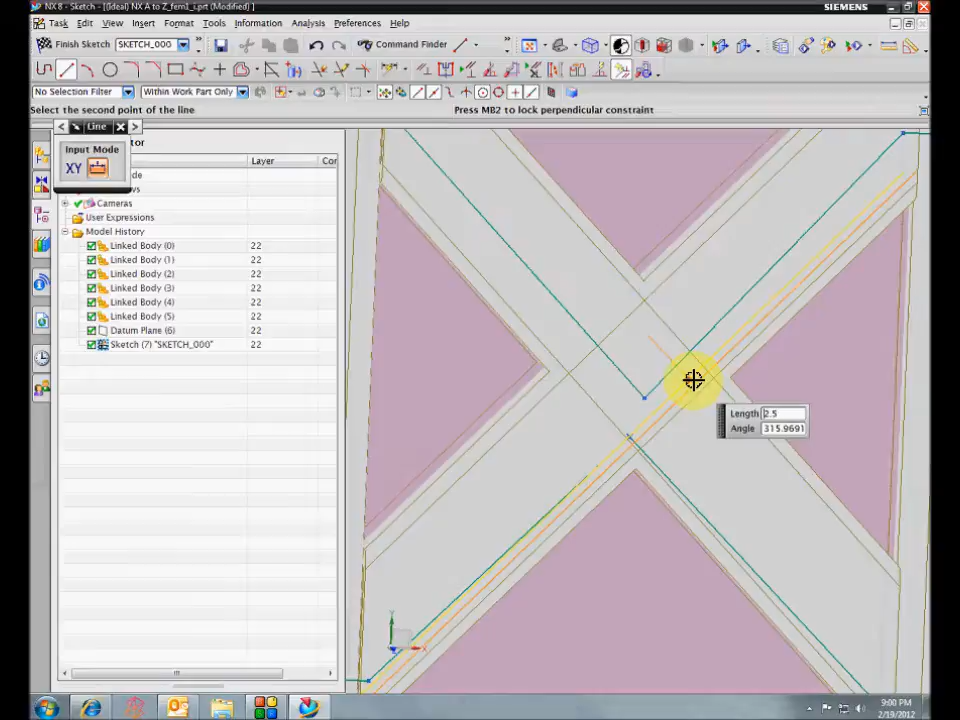 NX 8 - Sketch - [(Ideal) NX A to Z_fem1_i.prt (Modified) ]
SIEMENS
Task Edit View Insert Format Tools Information Analysis Preferences Help
Finish Sketch SKETCH_000 Command Finder
No Selection Filter Within Work Part Only
Select the second point of the line
Press MB2 to lock perpendicular constraint
Line
Input Mode
XY
Layer
Cameras
User Expressions
Model History
Linked Body (0) 22
Linked Body (1) 22
Linked Body (2) 22
Linked Body (3) 22
Linked Body (4) 22
Linked Body (5) 22
Datum Plane (6) 22
Sketch (7) "SKETCH_000" 22
Length 2.5
Angle 315.9691
9:00 PM
2/19/2012